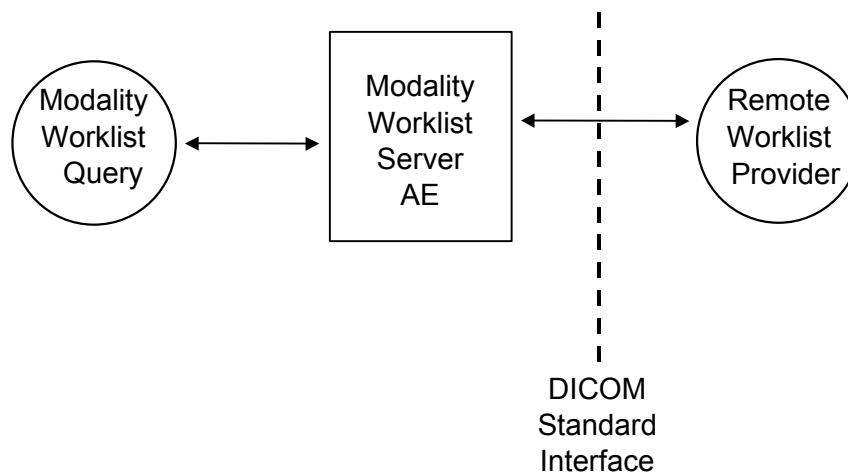 Modality
Worklist
Query
Modality
Worklist
Server
AE
Remote
Worklist
Provider
DICOM
Standard
Interface